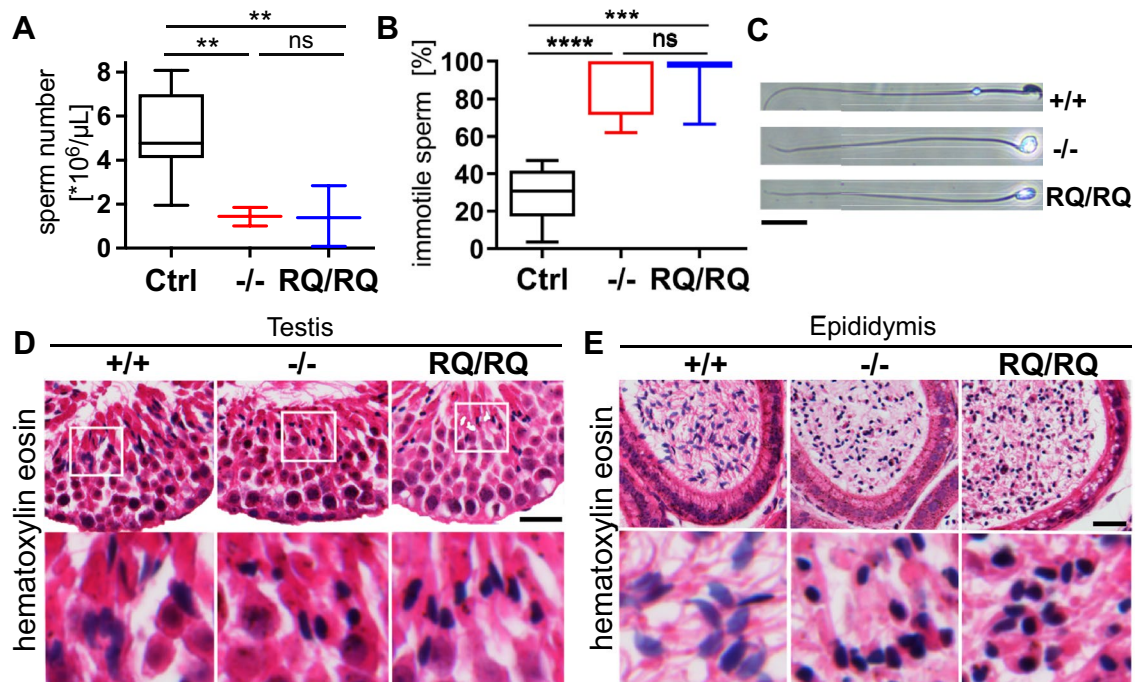 A
**
**
ns
sperm number
[*10⁶/µL]
8
6
4
2
0
Ctrl
-/-
RQ/RQ
B
***
****
ns
immotile sperm [%]
100
80
60
40
20
0
Ctrl
-/-
RQ/RQ
C
+/+
-/-
RQ/RQ
D
Testis
+/+
-/-
RQ/RQ
hematoxylin eosin
E
Epididymis
+/+
-/-
RQ/RQ
hematoxylin eosin